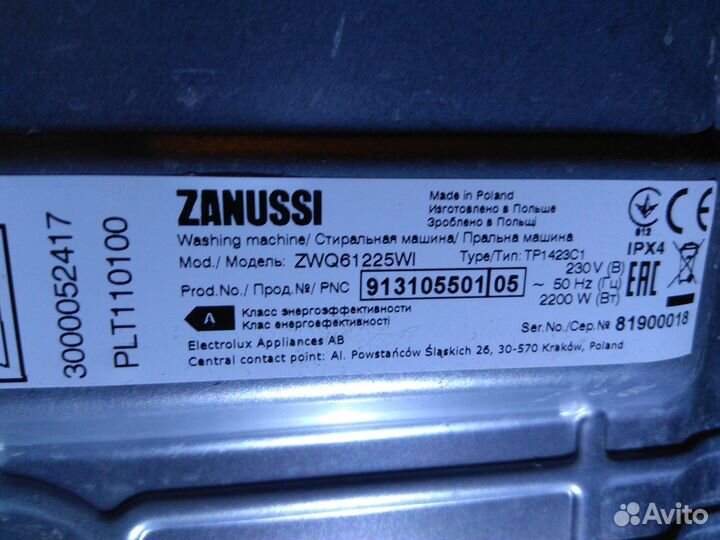 3000052417
PLT110100
ZANUSSI
Made in Poland
Изготовлено в Польше
Зроблено в Польщі
Washing machine/ Стиральная машина/ Пральна машина
Mod./ Модель: ZWQ61225WI Type/Тип: TP1423C1
Prod.No./ Прод.№/ PNC 913105501 05
230 V (В)
~ 50 Hz (Гц)
2200 W (Вт)
012
CE
IPX4
EAC
A Класс энергоэффективности
Клас енергоефективності
Ser.No./Сер.№ 81900018
Electrolux Appliances AB
Central contact point: Al. Powstańców Śląskich 26, 30-570 Kraków, Poland
Avito